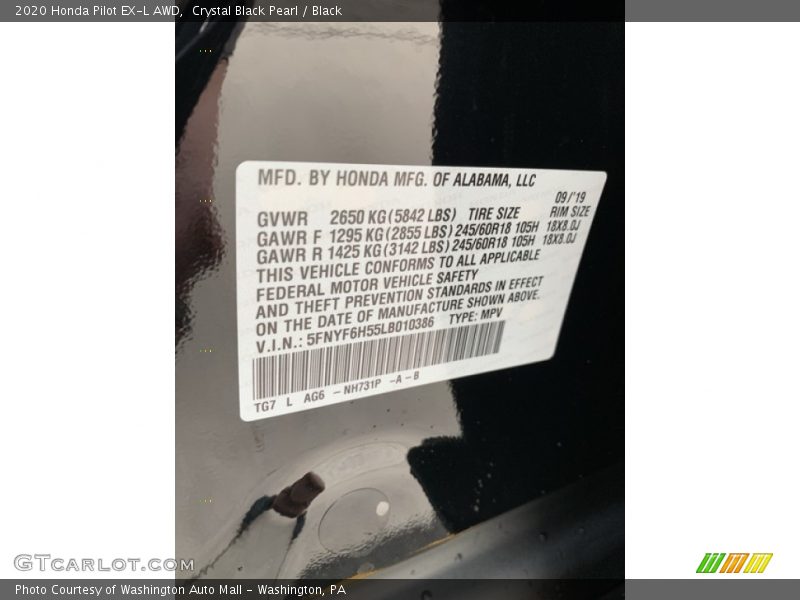 2020 Honda Pilot EX-L AWD, Crystal Black Pearl / Black
MFD. BY HONDA MFG. OF ALABAMA, LLC
09/'19
GVWR 2650 KG (5842 LBS) TIRE SIZE RIM SIZE
GAWR F 1295 KG (2855 LBS) 245/60R18 105H 18X8.0J
GAWR R 1425 KG (3142 LBS) 245/60R18 105H 18X8.0J
THIS VEHICLE CONFORMS TO ALL APPLICABLE
FEDERAL MOTOR VEHICLE SAFETY
AND THEFT PREVENTION STANDARDS IN EFFECT
ON THE DATE OF MANUFACTURE SHOWN ABOVE.
V.I.N.: 5FNYF6H55LB010386 TYPE: MPV
TG7 L AG6 - NH731P - A - B
GTcarlot.com
Photo Courtesy of Washington Auto Mall - Washington, PA